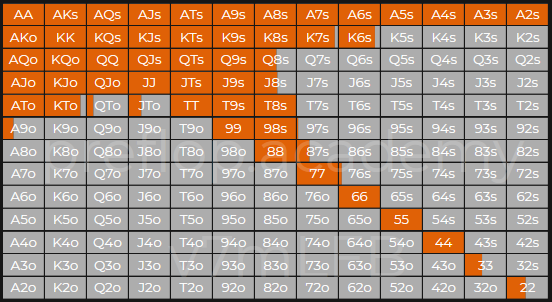 AA AKs AQs AJs ATs A9s A8s A7s A6s A5s A4s A3s A2s
AKo KK KQs KJs KTs K9s K8s K7s K6s K5s K4s K3s K2s
AQo KQo QQ QJs QTs Q9s Q8s Q7s Q6s Q5s Q4s Q3s Q2s
AJo KJo QJo JJ JTs J9s J8s J7s J6s J5s J4s J3s J2s
ATo KTo QTo JTo TT T9s T8s T7s T6s T5s T4s T3s T2s
A9o K9o Q9o J9o T9o 99 98s 97s 96s 95s 94s 93s 92s
A8o K8o Q8o J8o T8o 98o 88 87s 86s 85s 84s 83s 82s
preflop.academy
A7o K7o Q7o J7o T7o 97o 87o 77 76s 75s 74s 73s 72s
A6o K6o Q6o J6o T6o 96o 86o 76o 66 65s 64s 63s 62s
A5o K5o Q5o J5o T5o 95o 85o 75o 65o 55 54s 53s 52s
A4o K4o Q4o J4o T4o 94o 84o 74o 64o 54o 44 43s 42s
A3o K3o Q3o J3o T3o 93o 83o 73o 63o 53o 43o 33 32s
A2o K2o Q2o J2o T2o 92o 82o 72o 62o 52o 42o 32o 22